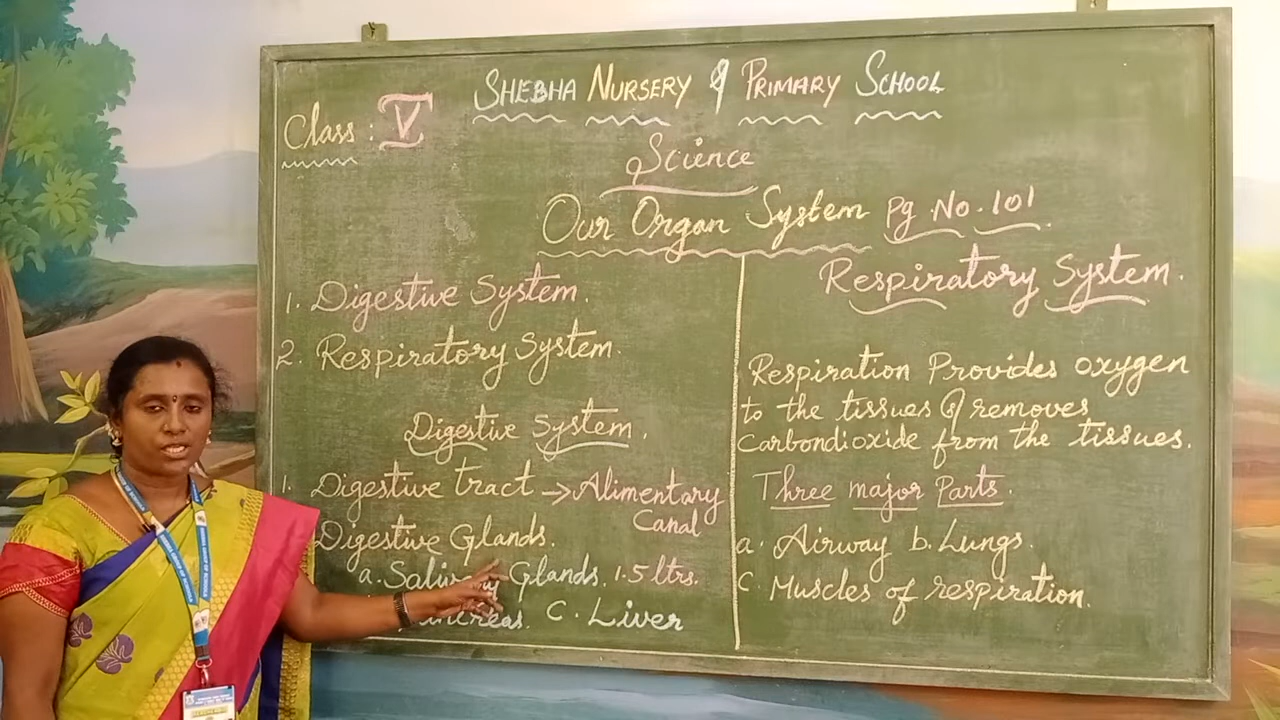 SHEBHA NURSERY & PRIMARY SCHOOL
Class : V
Science
Our Organ System Pg No. 101
1. Digestive System.
2. Respiratory System.
Digestive System.
1. Digestive tract → Alimentary
Canal
Digestive Glands.
a. Salivary Glands. 1.5 ltrs.
C. Liver
Respiratory System.
Respiration Provides oxygen
to the tissues & removes
Carbondioxide from the tissues.
Three major Parts.
a. Airway b. Lungs.
C. Muscles of respiration.